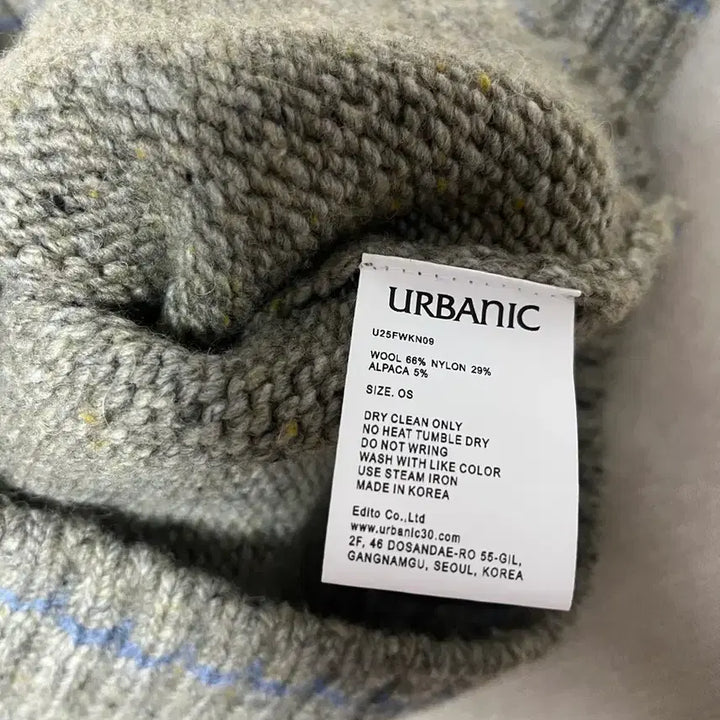 URBANIC
U25FWKN09
WOOL 66% NYLON 29%
ALPACA 5%
SIZE. OS
DRY CLEAN ONLY
NO HEAT TUMBLE DRY
DO NOT WRING
WASH WITH LIKE COLOR
USE STEAM IRON
MADE IN KOREA
Edito Co.,Ltd
www.urbanic30.com
2F, 46 DOSANDAE-RO 55-GIL,
GANGNAMGU, SEOUL, KOREA